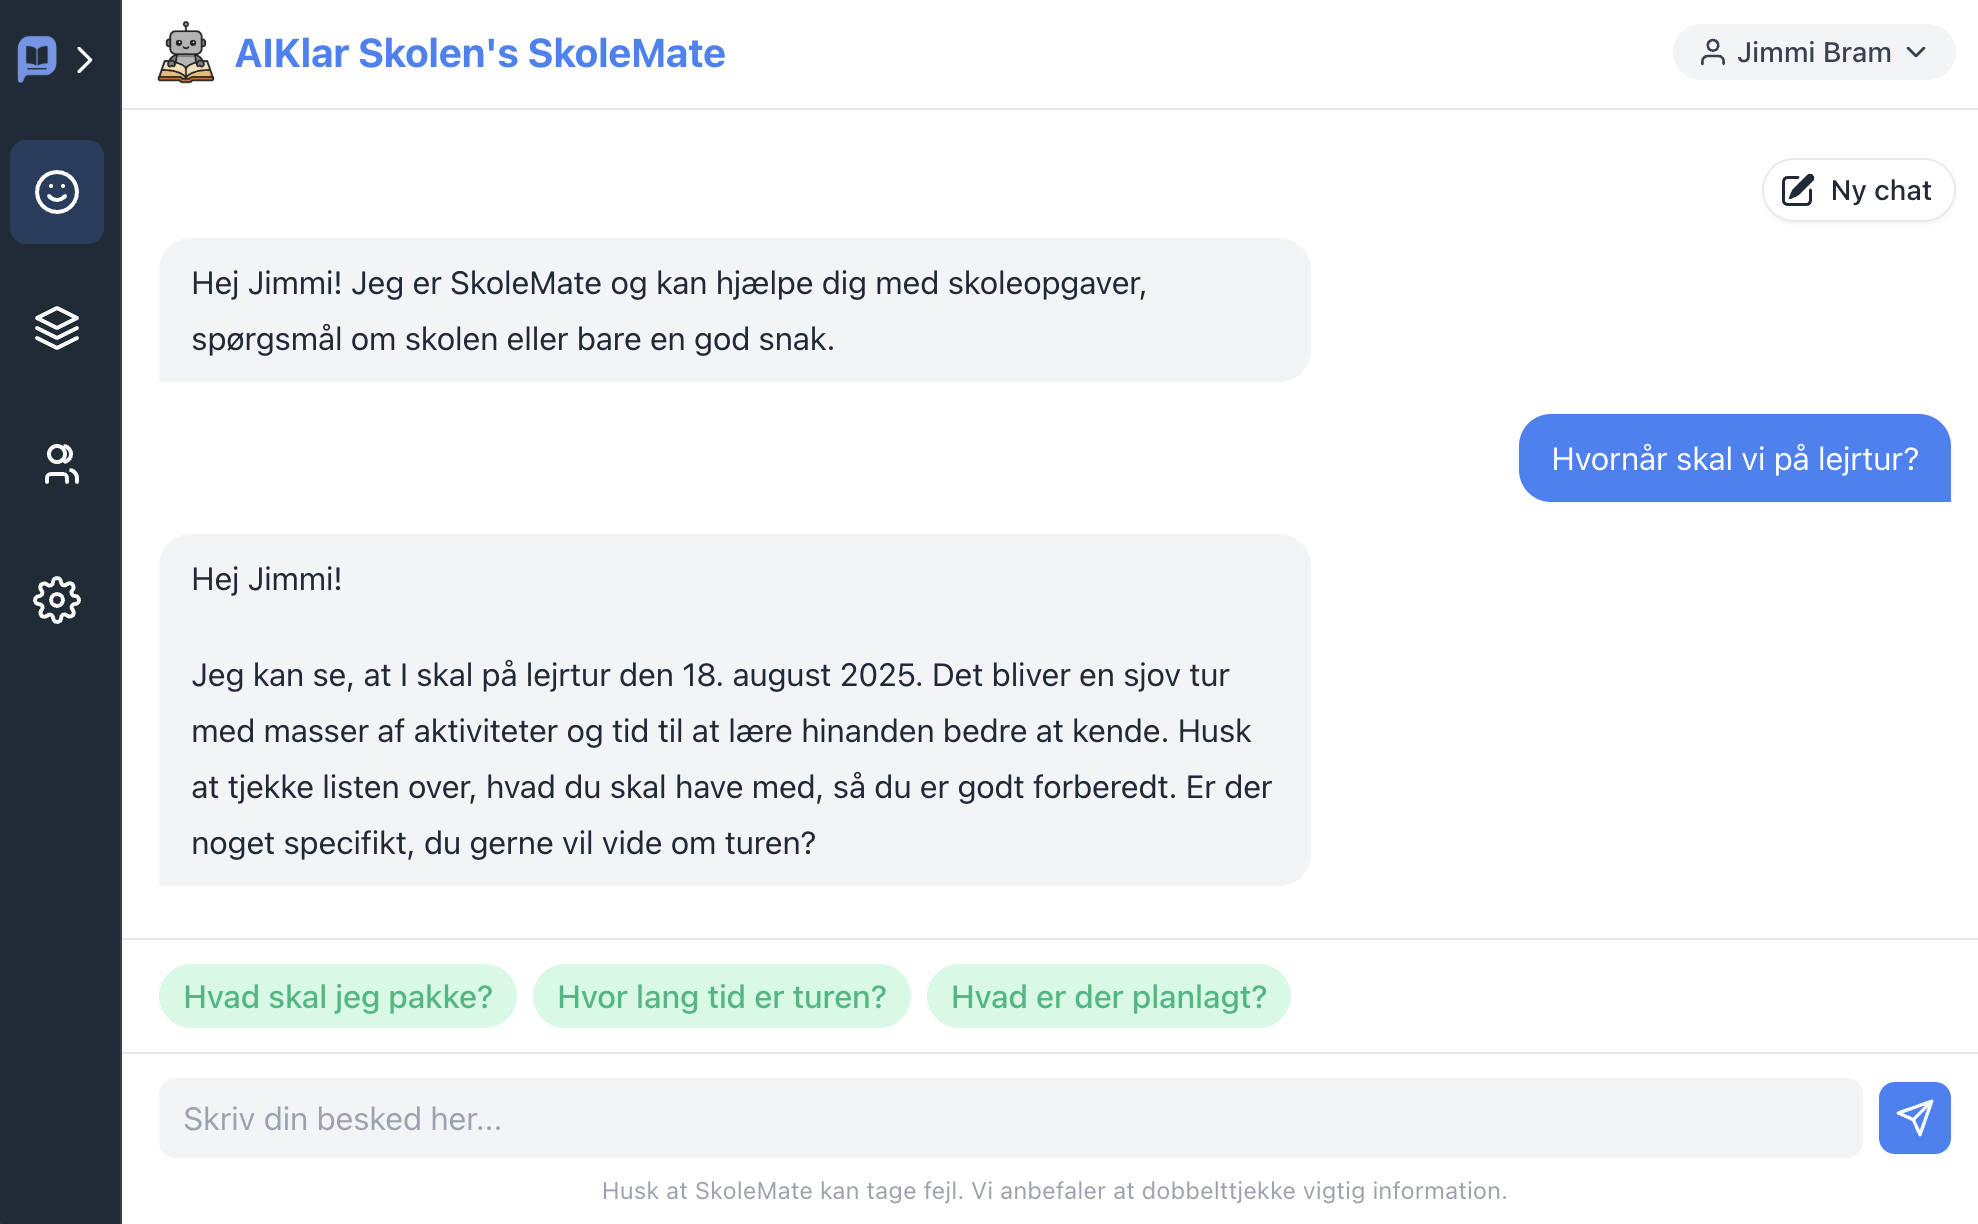 AIKlar Skolen's SkoleMate
Jimmi Bram
Ny chat
Hej Jimmi! Jeg er SkoleMate og kan hjælpe dig med skoleopgaver,
spørgsmål om skolen eller bare en god snak.
Hvornår skal vi på lejrtur?
Hej Jimmi!
Jeg kan se, at I skal på lejrtur den 18. august 2025. Det bliver en sjov tur
med masser af aktiviteter og tid til at lære hinanden bedre at kende. Husk
at tjekke listen over, hvad du skal have med, så du er godt forberedt. Er der
noget specifikt, du gerne vil vide om turen?
Hvad skal jeg pakke?
Hvor lang tid er turen?
Hvad er der planlagt?
Skriv din besked her...
Husk at SkoleMate kan tage fejl. Vi anbefaler at dobbelttjekke vigtig information.